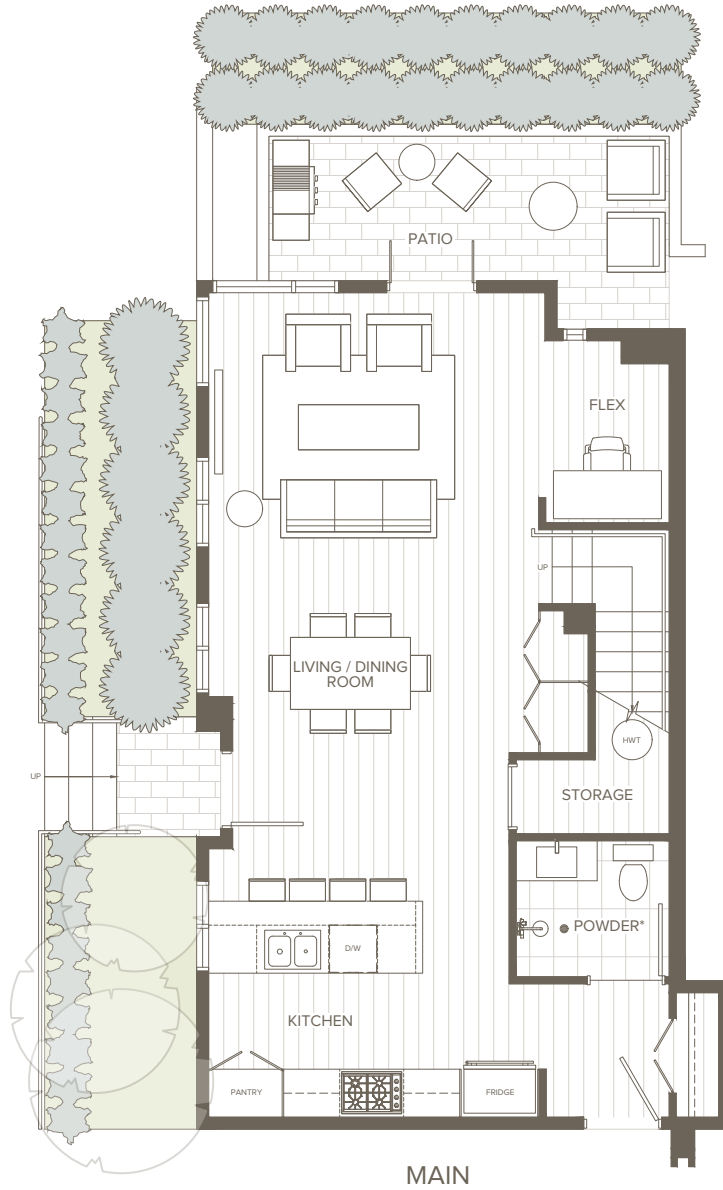 PATIO
FLEX
UP
LIVING / DINING
ROOM
HWT
UP
STORAGE
POWDER*
D/W
KITCHEN
PANTRY
FRIDGE
MAIN